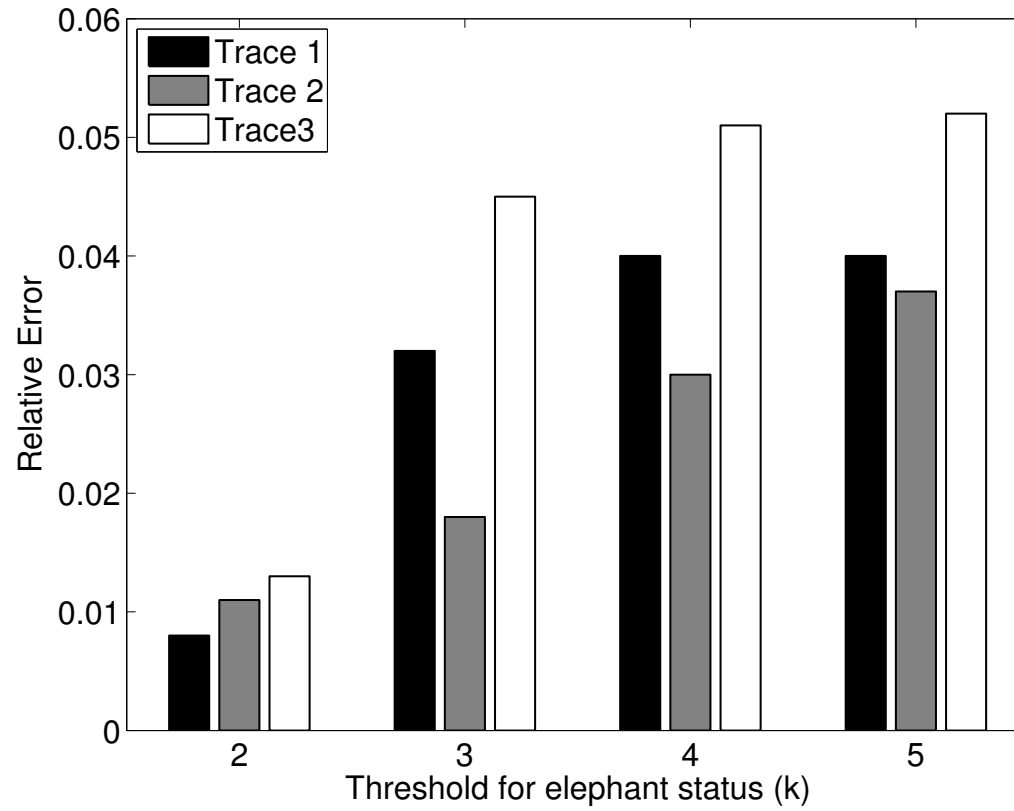 0.06
0.05
0.04
0.03
0.02
0.01
0
Relative Error
Trace 1
Trace 2
Trace3
2 3 4 5
Threshold for elephant status (k)